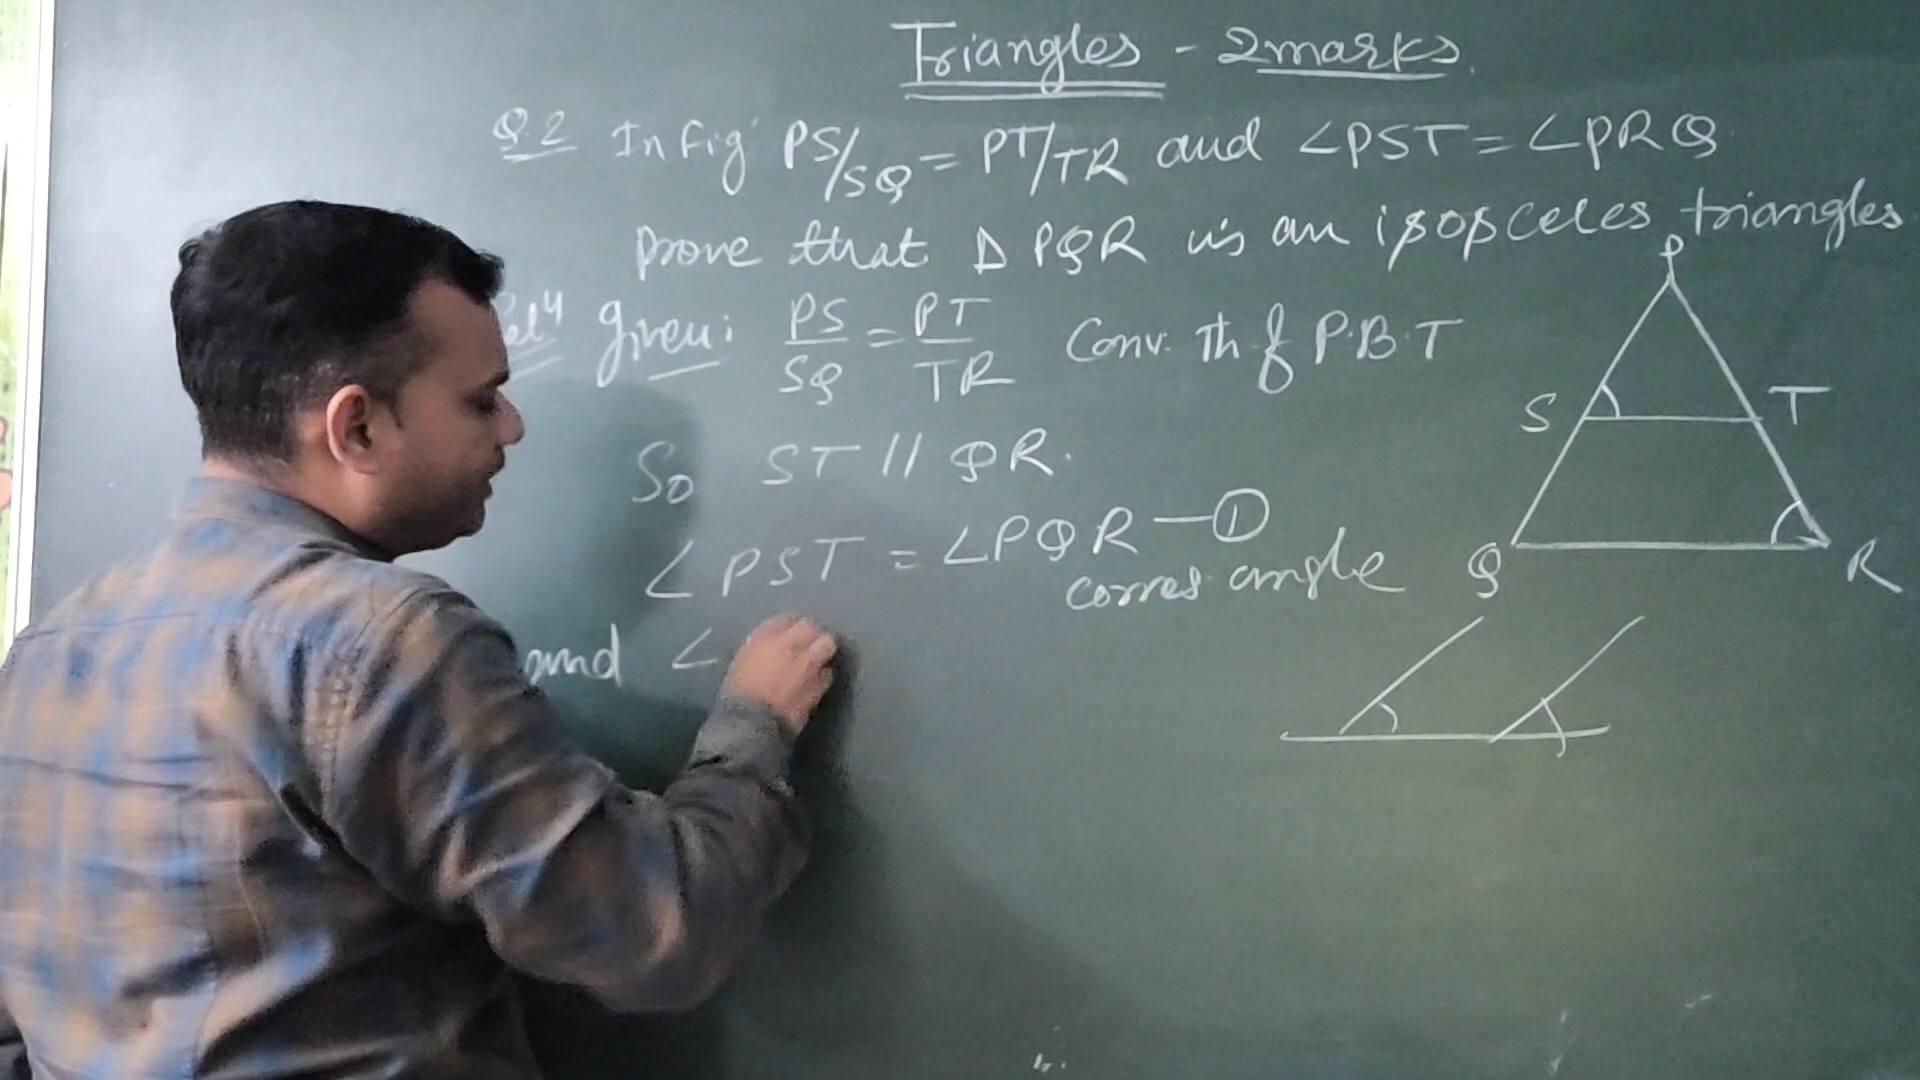 Triangles - 2marks.
Q.2 In fig PS/SQ = PT/TR and ∠PST = ∠PRQ
prove that Δ PQR is an isosceles triangles
Given: PS/SQ = PT/TR Conv. Th of P.B.T
So ST // QR.
∠PST = ∠PQR — ①
corres angle
and ∠
P
S T
Q R